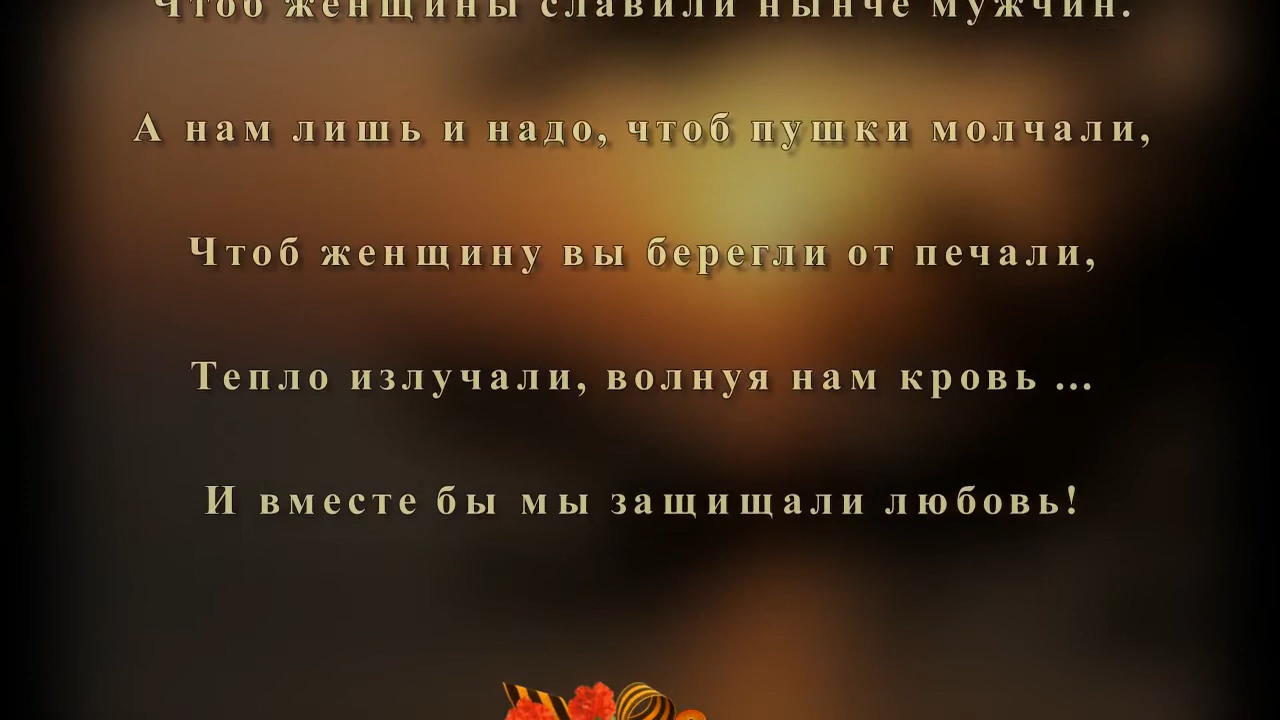 Чтоб женщины славили нынче мужчин.
А нам лишь и надо, чтоб пушки молчали,
Чтоб женщину вы берегли от печали,
Тепло излучали, волнуя нам кровь ...
И вместе бы мы защищали любовь!